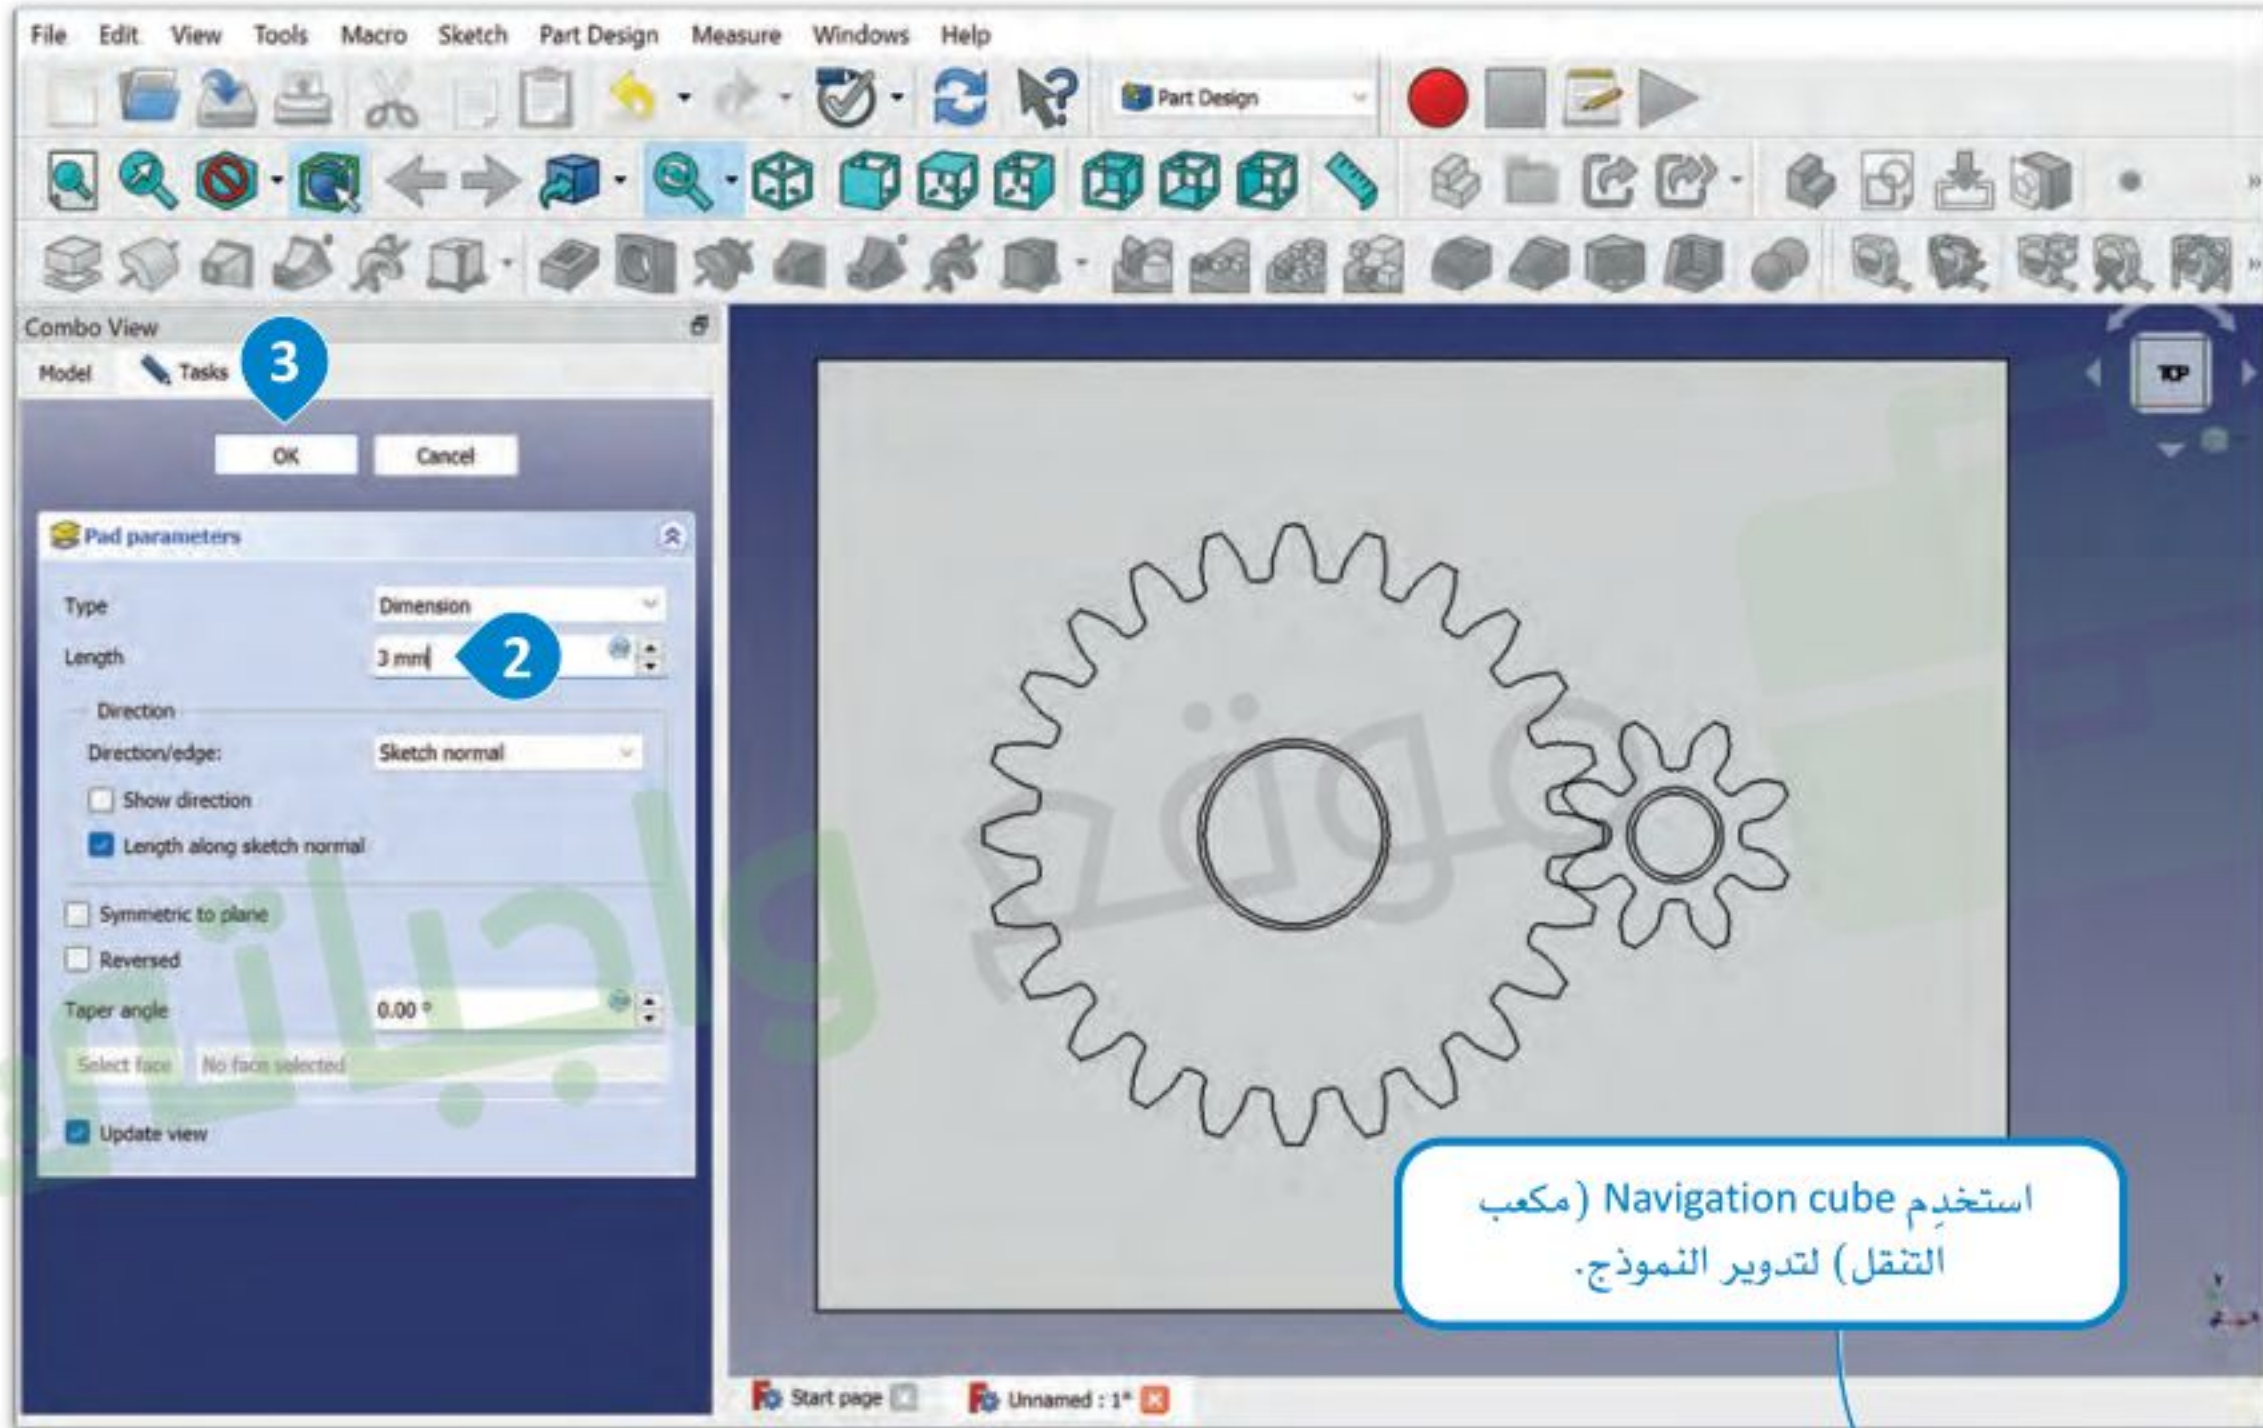 File Edit View Tools Macro Sketch Part Design Measure Windows Help
Part Design
Combo View
Model Tasks
3
OK Cancel
Pad parameters
Type Dimension
Length 3 mm
2
Direction
Direction/edge: Sketch normal
Show direction
Length along sketch normal
Symmetric to plane
Reversed
Taper angle 0.00 °
Select face No face selected
Update view
TOP
موقع
واجباتي
استخدِم Navigation cube (مكعب
التنقل) لتدوير النموذج.
Start page Unnamed : 1*